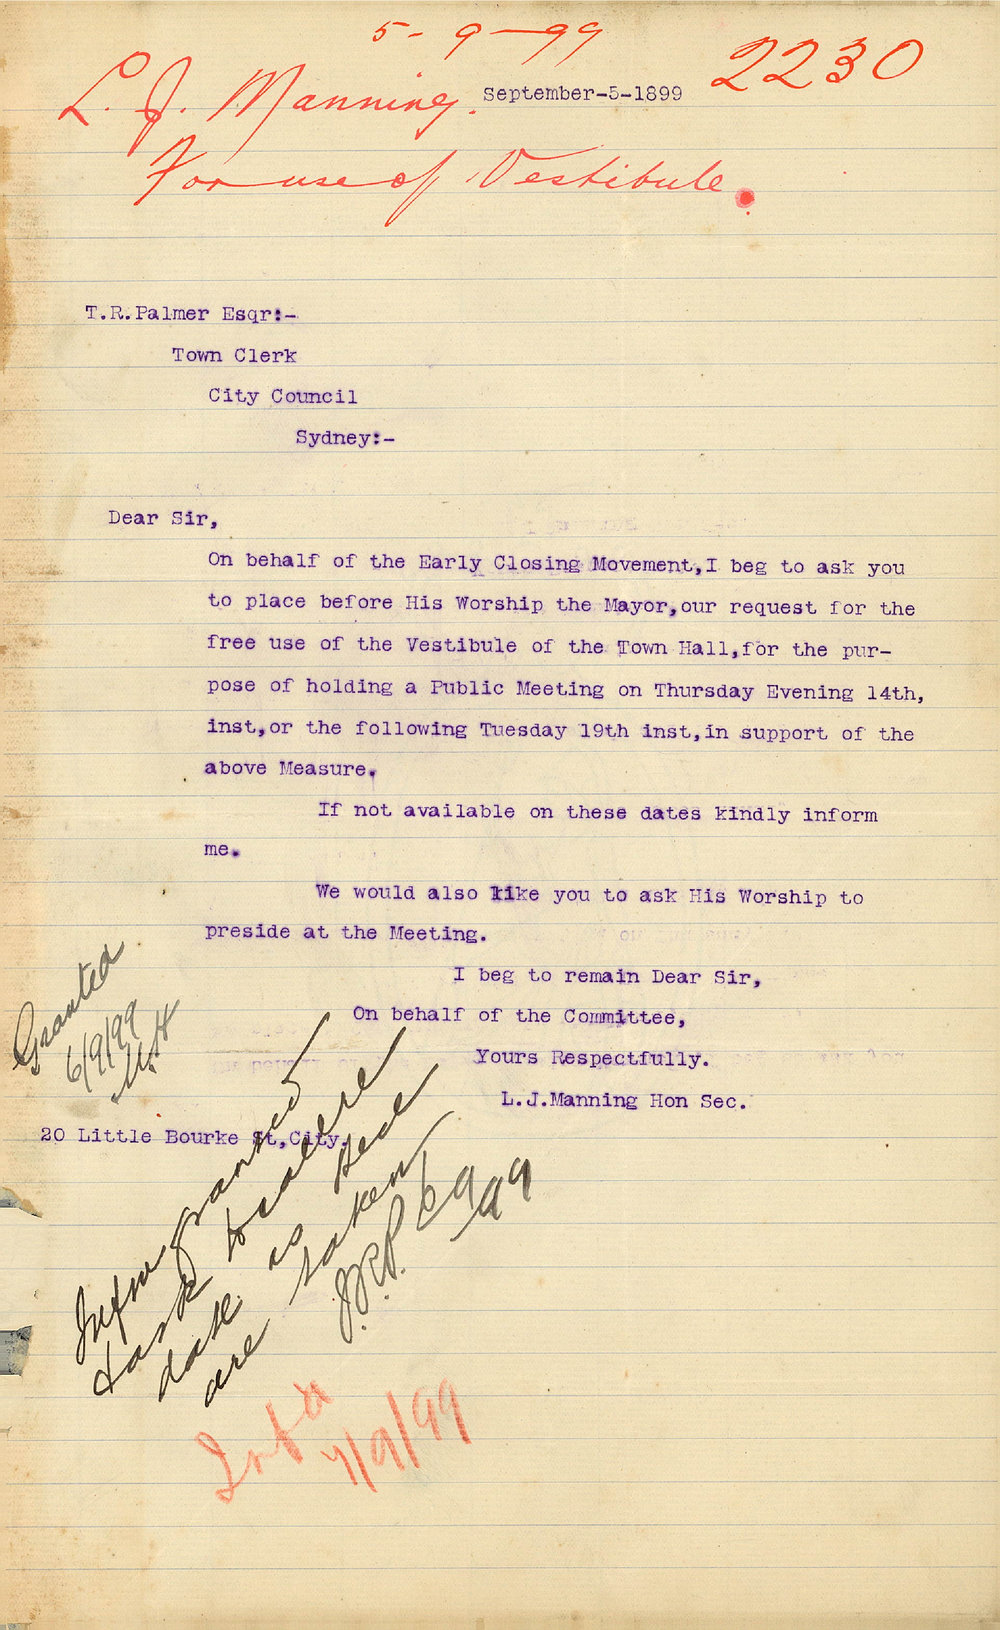 5-9-99
2230
L. J. Manning.
September-5-1899
For use of Vestibule.
T.R.Palmer Esqr:-
Town Clerk
City Council
Sydney:-
Dear Sir,
On behalf of the Early Closing Movement,I beg to ask you
to place before His Worship the Mayor,our request for the
free use of the Vestibule of the Town Hall,for the pur-
pose of holding a Public Meeting on Thursday Evening 14th,
inst,or the following Tuesday 19th inst,in support of the
above Measure.
If not available on these dates kindly inform
me.
We would also like you to ask His Worship to
preside at the Meeting.
I beg to remain Dear Sir,
On behalf of the Committee,
Yours Respectfully.
L.J.Manning Hon Sec.
20 Little Bourke St,City.
Granted
6/9/99
Inform granted
& ask to call re
date as
are taken
6 9 99
7/9/99